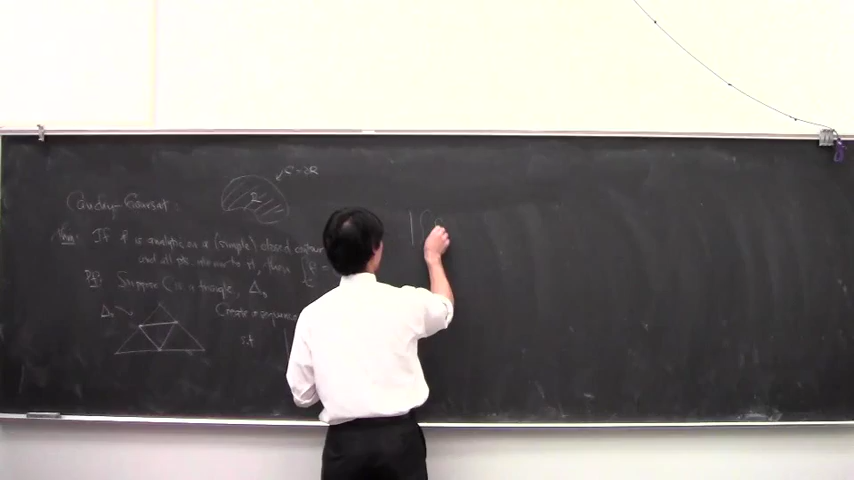 Cauchy-Goursat:
C = ∂R
R
Thm: If f is analytic on a (simple) closed contour
and all pts interior to it, then ∫
Pf: Suppose C is a triangle, Δ₀
Δ₀
Create a sequence
s.t